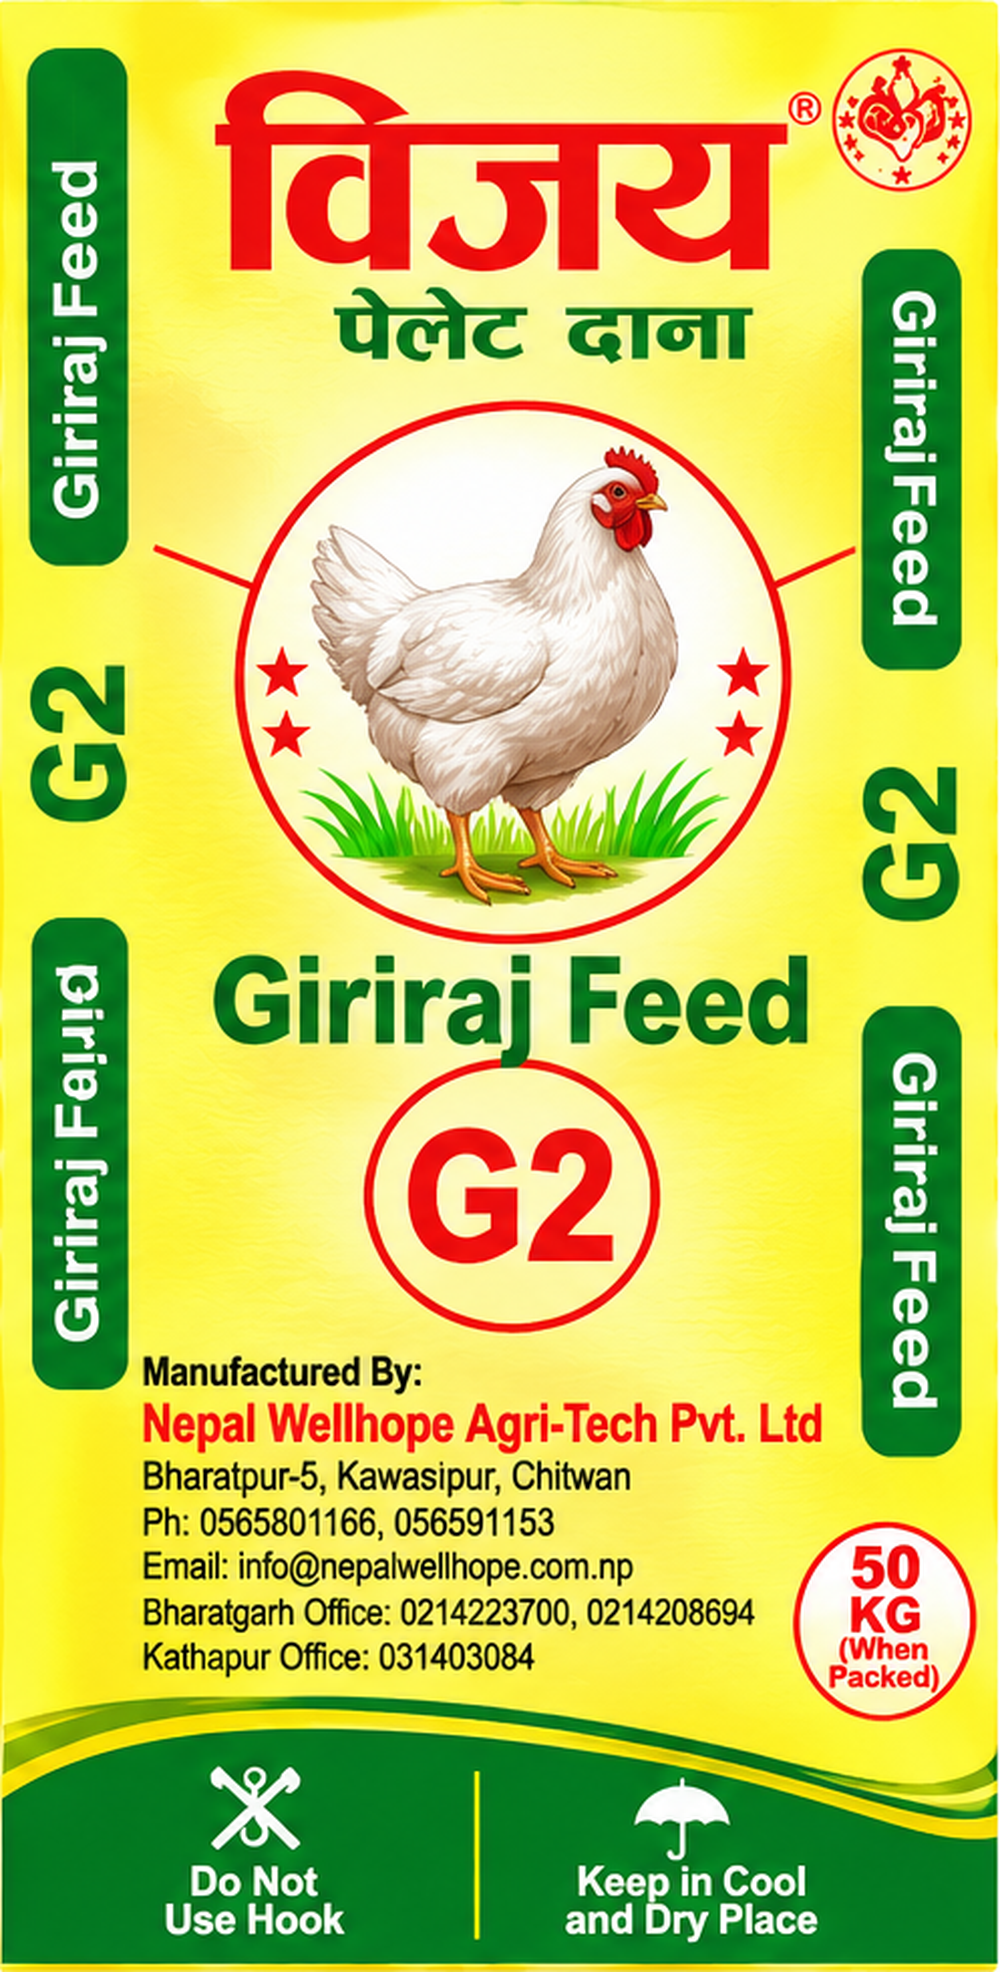 विजय
®
पेलेट दाना
Giriraj Feed
G2
Giriraj
Giriraj Feed
G2
Giriraj Feed
Giriraj Feed
G2
Manufactured By:
Nepal Wellhope Agri-Tech Pvt. Ltd
Bharatpur-5, Kawasipur, Chitwan
Ph: 0565801166, 056591153
Email: info@nepalwellhope.com.np
Bharatgarh Office: 0214223700, 0214208694
Kathapur Office: 031403084
50
KG
(When
Packed)
Do Not
Use Hook
Keep in Cool
and Dry Place